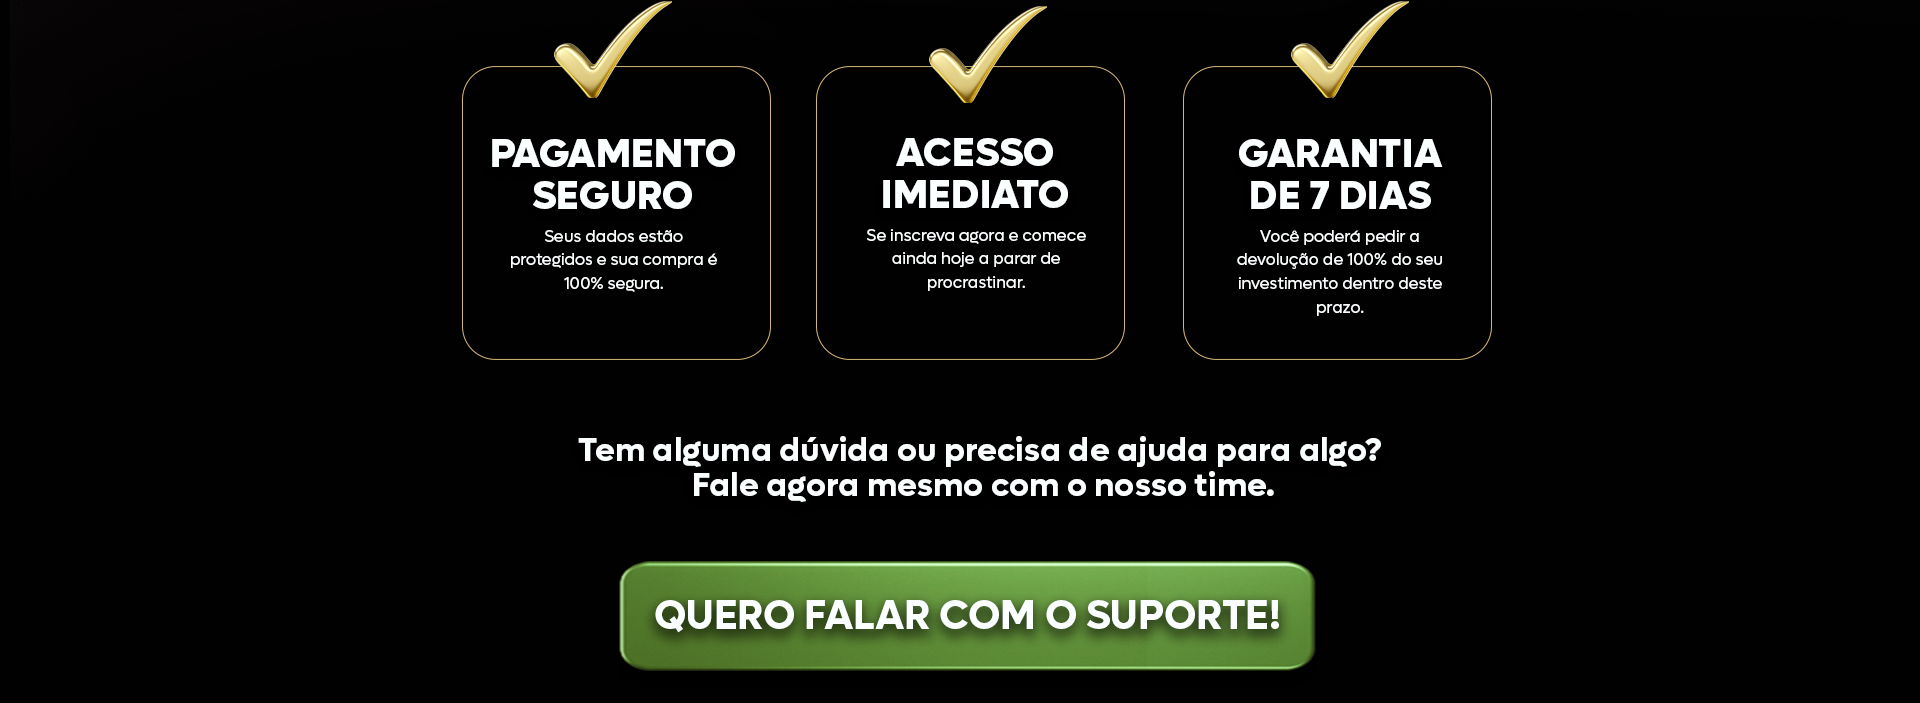 PAGAMENTO
SEGURO
Seus dados estão
protegidos e sua compra é
100% segura.
ACESSO
IMEDIATO
Se inscreva agora e comece
ainda hoje a parar de
procrastinar.
GARANTIA
DE 7 DIAS
Você poderá pedir a
devolução de 100% do seu
investimento dentro deste
prazo.
Tem alguma dúvida ou precisa de ajuda para algo?
Fale agora mesmo com o nosso time.
QUERO FALAR COM O SUPORTE!